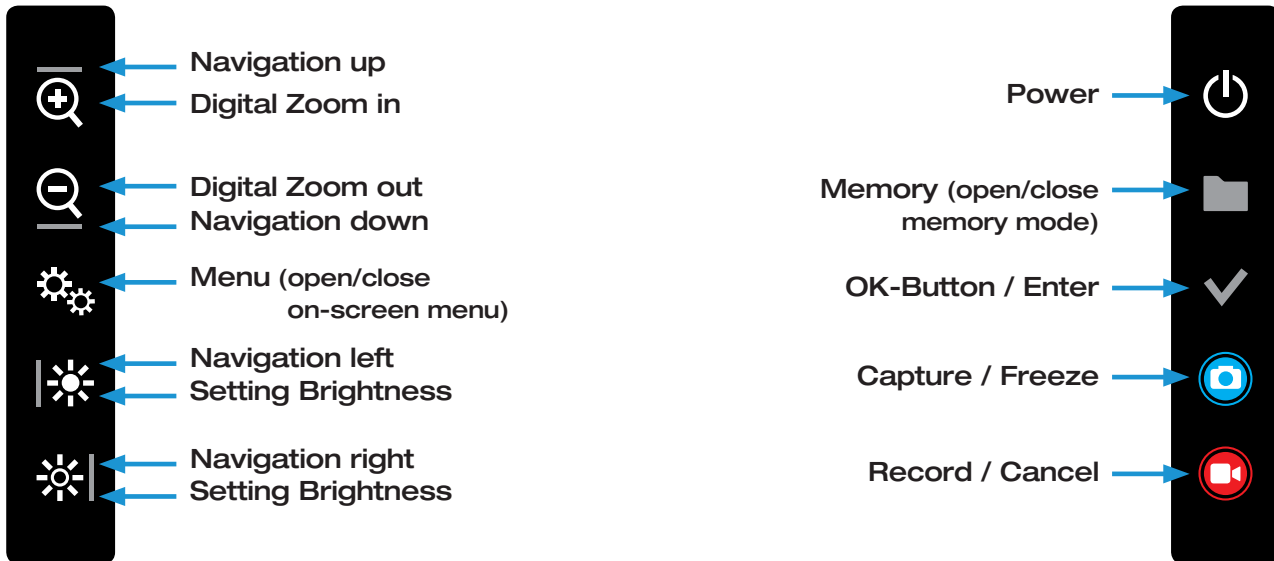 Navigation up
Digital Zoom in
Digital Zoom out
Navigation down
Menu (open/close
on-screen menu)
Navigation left
Setting Brightness
Navigation right
Setting Brightness
Power
Memory (open/close
memory mode)
OK-Button / Enter
Capture / Freeze
Record / Cancel